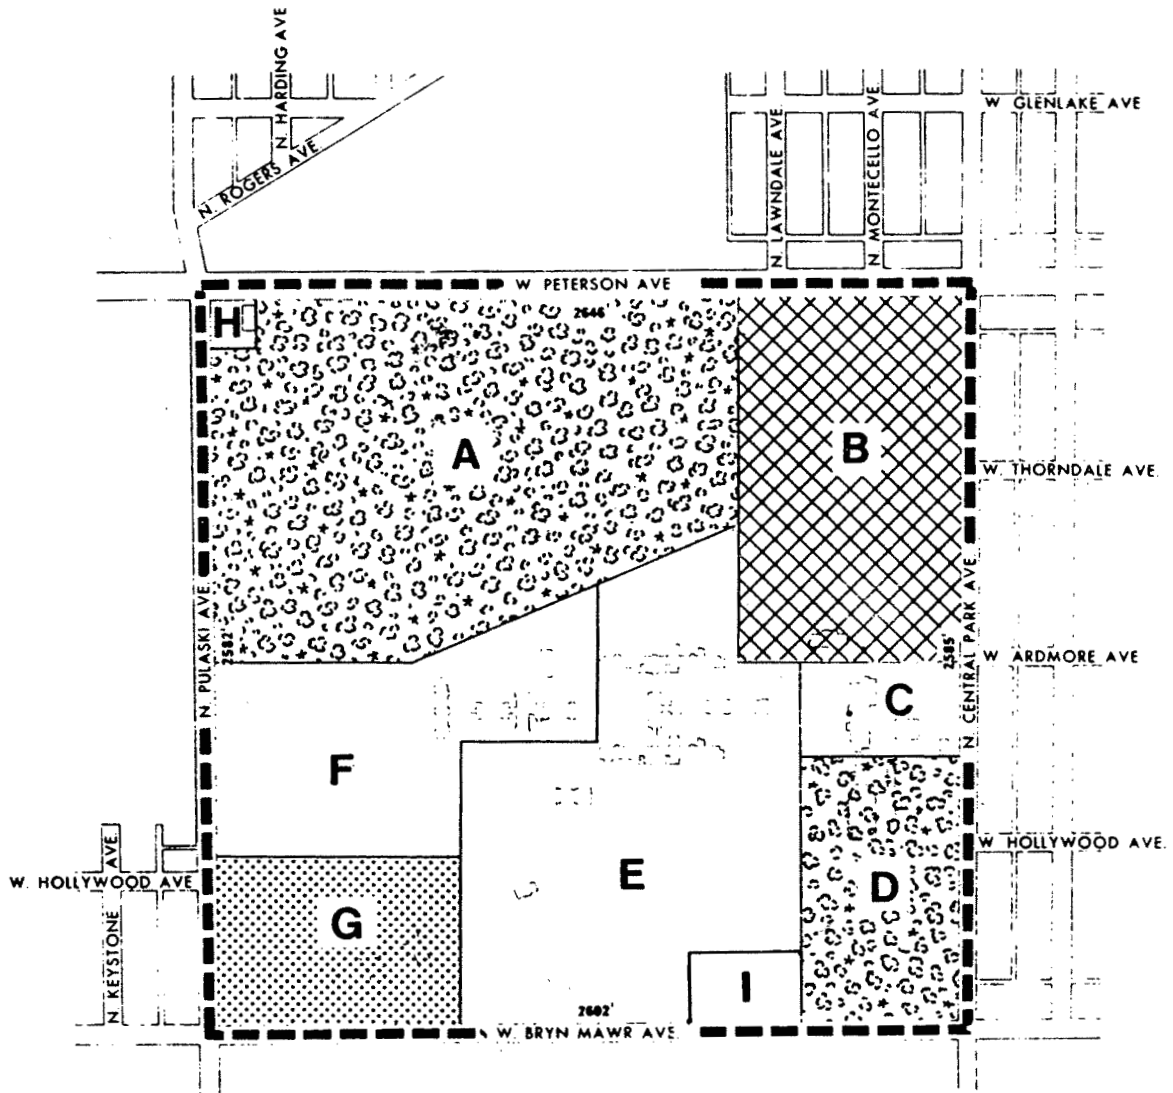 N HARDING AVE
W GLENLAKE AVE
N. ROGERS AVE.
N. LAWNDALE AVE.
N. MONTECELLO AVE.
W PETERSON AVE
H
2646'
A
B
W. THORNDALE AVE.
N. PULASKI AVE.
2582'
2585'
N. CENTRAL PARK AVE.
W ARDMORE AVE
C
F
W. HOLLYWOOD AVE.
W. HOLLYWOOD AVE
N KEYSTONE AVE.
E
D
G
I
2602'
W. BRYN MAWR AVE.